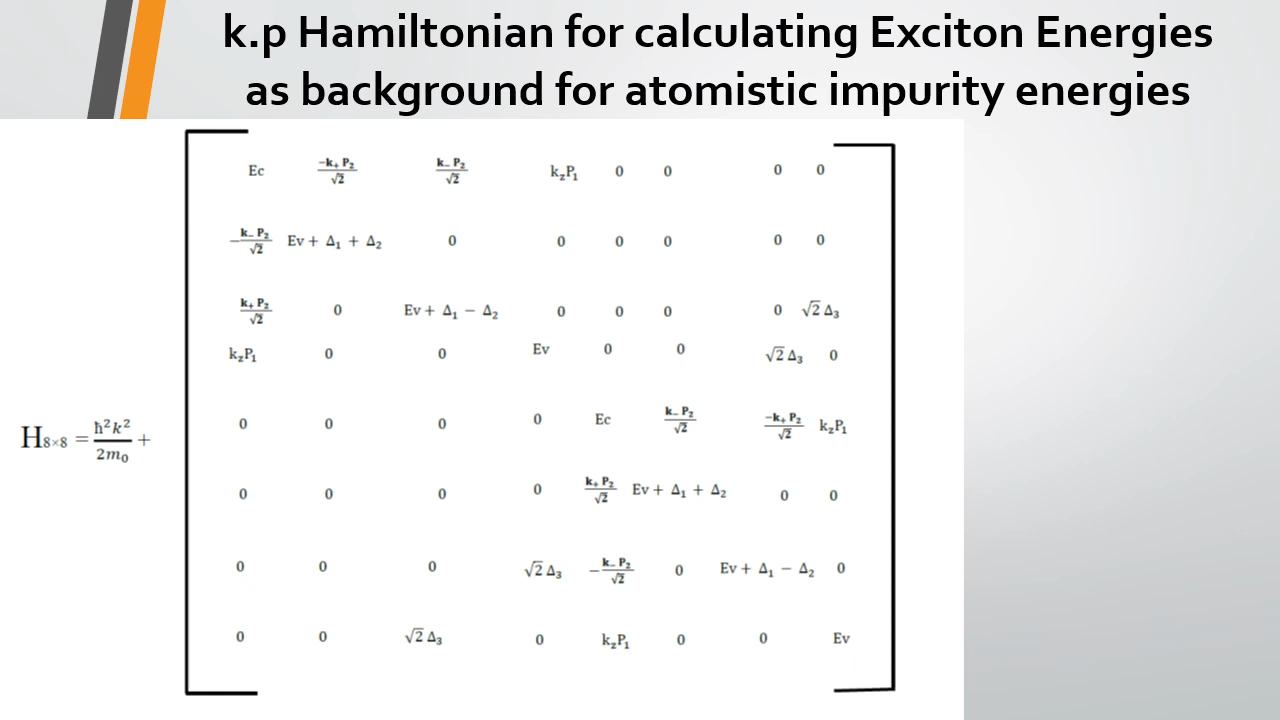 k.p Hamiltonian for calculating Exciton Energies
as background for atomistic impurity energies
Ec -k₊ P₂/√2 k₋ P₂/√2 k_zP₁ 0 0 0 0
−k₋ P₂/√2 Ev + Δ₁ + Δ₂ 0 0 0 0 0 0
k₊ P₂/√2 0 Ev + Δ₁ − Δ₂ 0 0 0 0 √2 Δ₃
k_zP₁ 0 0 Ev 0 0 √2 Δ₃ 0
H₈ₓ₈ = ħ²k²/2m₀ +
0 0 0 0 Ec k₋ P₂/√2 -k₊ P₂/√2 k_zP₁
0 0 0 0 k₊ P₂/√2 Ev + Δ₁ + Δ₂ 0 0
0 0 0 √2 Δ₃ −k₋ P₂/√2 0 Ev + Δ₁ − Δ₂ 0
0 0 √2 Δ₃ 0 k_zP₁ 0 0 Ev